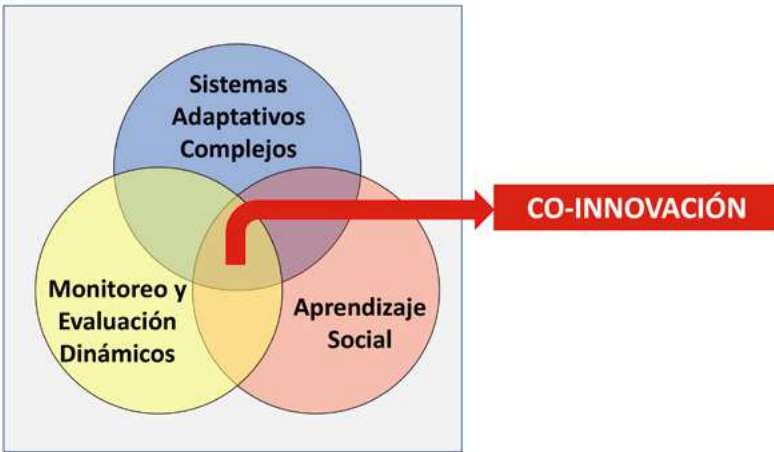 Sistemas
Adaptativos
Complejos
CO-INNOVACIÓN
Monitoreo y
Evaluación
Dinámicos
Aprendizaje
Social